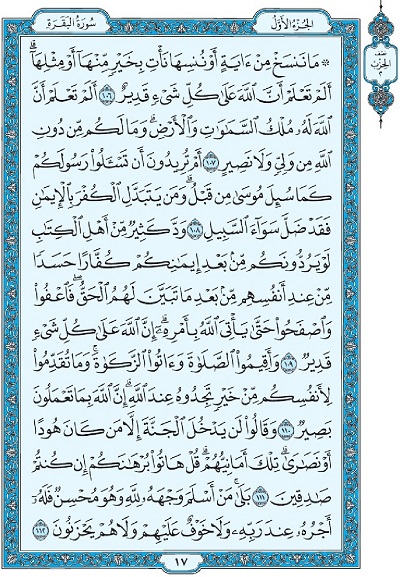 الجزء الأوّل
سورة البقرة
نصف
الحزب
٢
۞ مَا نَنسَخْ مِنْ ءَايَةٍ أَوْ نُنسِهَا نَأْتِ بِخَيْرٍ مِّنْهَآ أَوْ مِثْلِهَآۗ
أَلَمْ تَعْلَمْ أَنَّ ٱللَّهَ عَلَىٰ كُلِّ شَىْءٍ قَدِيرٌ ١٠٦ أَلَمْ تَعْلَمْ أَنَّ
ٱللَّهَ لَهُۥ مُلْكُ ٱلسَّمَٰوَٰتِ وَٱلْأَرْضِۗ وَمَا لَكُم مِّن دُونِ
ٱللَّهِ مِن وَلِىٍّ وَلَا نَصِيرٍ ١٠٧ أَمْ تُرِيدُونَ أَن تَسْـَٔلُوا۟ رَسُولَكُمْ
كَمَا سُئِلَ مُوسَىٰ مِن قَبْلُۗ وَمَن يَتَبَدَّلِ ٱلْكُفْرَ بِٱلْإِيمَٰنِ
فَقَدْ ضَلَّ سَوَآءَ ٱلسَّبِيلِ ١٠٨ وَدَّ كَثِيرٌ مِّنْ أَهْلِ ٱلْكِتَٰبِ
لَوْ يَرُدُّونَكُم مِّنۢ بَعْدِ إِيمَٰنِكُمْ كُفَّارًا حَسَدًا
مِّنْ عِندِ أَنفُسِهِم مِّنۢ بَعْدِ مَا تَبَيَّنَ لَهُمُ ٱلْحَقُّۖ فَٱعْفُوا۟
وَٱصْفَحُوا۟ حَتَّىٰ يَأْتِىَ ٱللَّهُ بِأَمْرِهِۦٓۗ إِنَّ ٱللَّهَ عَلَىٰ كُلِّ شَىْءٍ
قَدِيرٌ ١٠٩ وَأَقِيمُوا۟ ٱلصَّلَوٰةَ وَءَاتُوا۟ ٱلزَّكَوٰةَۚ وَمَا تُقَدِّمُوا۟
لِأَنفُسِكُم مِّنْ خَيْرٍ تَجِدُوهُ عِندَ ٱللَّهِۗ إِنَّ ٱللَّهَ بِمَا تَعْمَلُونَ
بَصِيرٌ ١١٠ وَقَالُوا۟ لَن يَدْخُلَ ٱلْجَنَّةَ إِلَّا مَن كَانَ هُودًا
أَوْ نَصَٰرَىٰۗ تِلْكَ أَمَانِيُّهُمْۗ قُلْ هَاتُوا۟ بُرْهَٰنَكُمْ إِن كُنتُمْ
صَٰدِقِينَ ١١١ بَلَىٰ مَنْ أَسْلَمَ وَجْهَهُۥ لِلَّهِ وَهُوَ مُحْسِنٌ فَلَهُۥٓ
أَجْرُهُۥ عِندَ رَبِّهِۦ وَلَا خَوْفٌ عَلَيْهِمْ وَلَا هُمْ يَحْزَنُونَ ١١٢
١٧